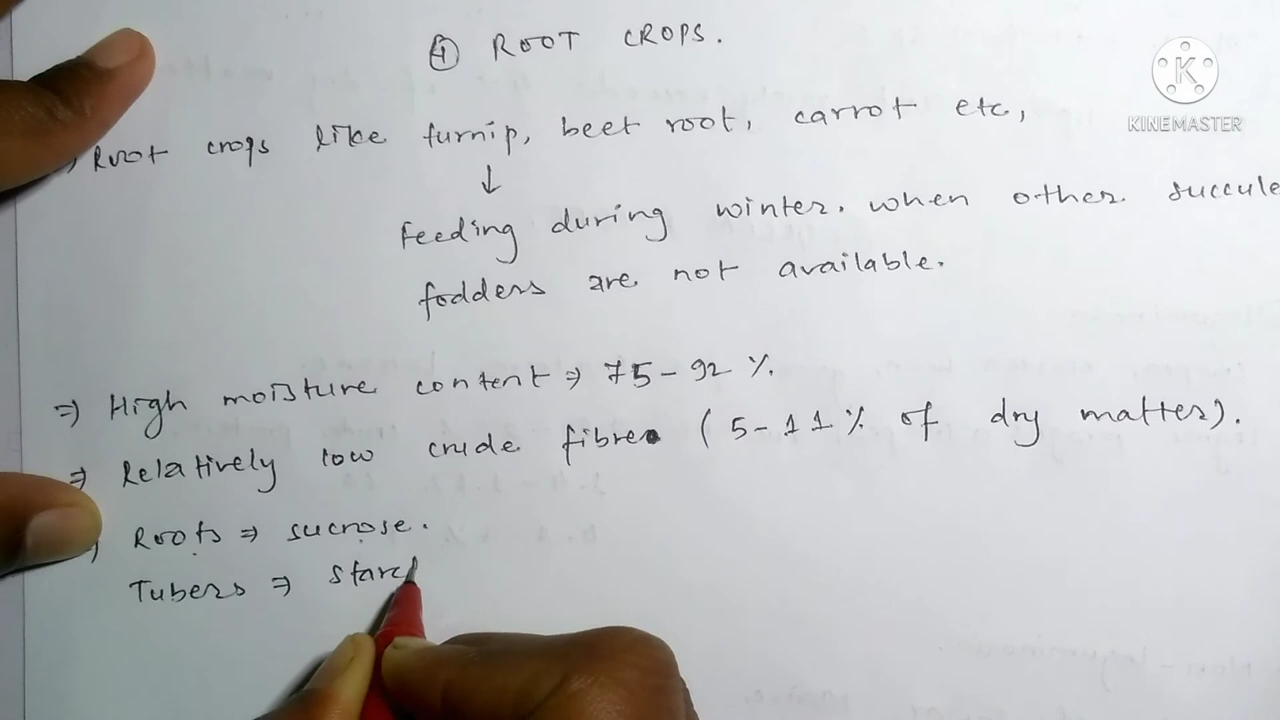 ④ ROOT CROPS.
K
KINEMASTER
Root crops like turnip, beet root, carrot etc,
↓
feeding during winter. when other succule
fodders are not available.
⇒ High moisture content ⇒ 75-92 %.
⇒ Relatively low crude fibre (5-11% of dry matter).
Roots ⇒ sucrose.
Tubers ⇒ starc